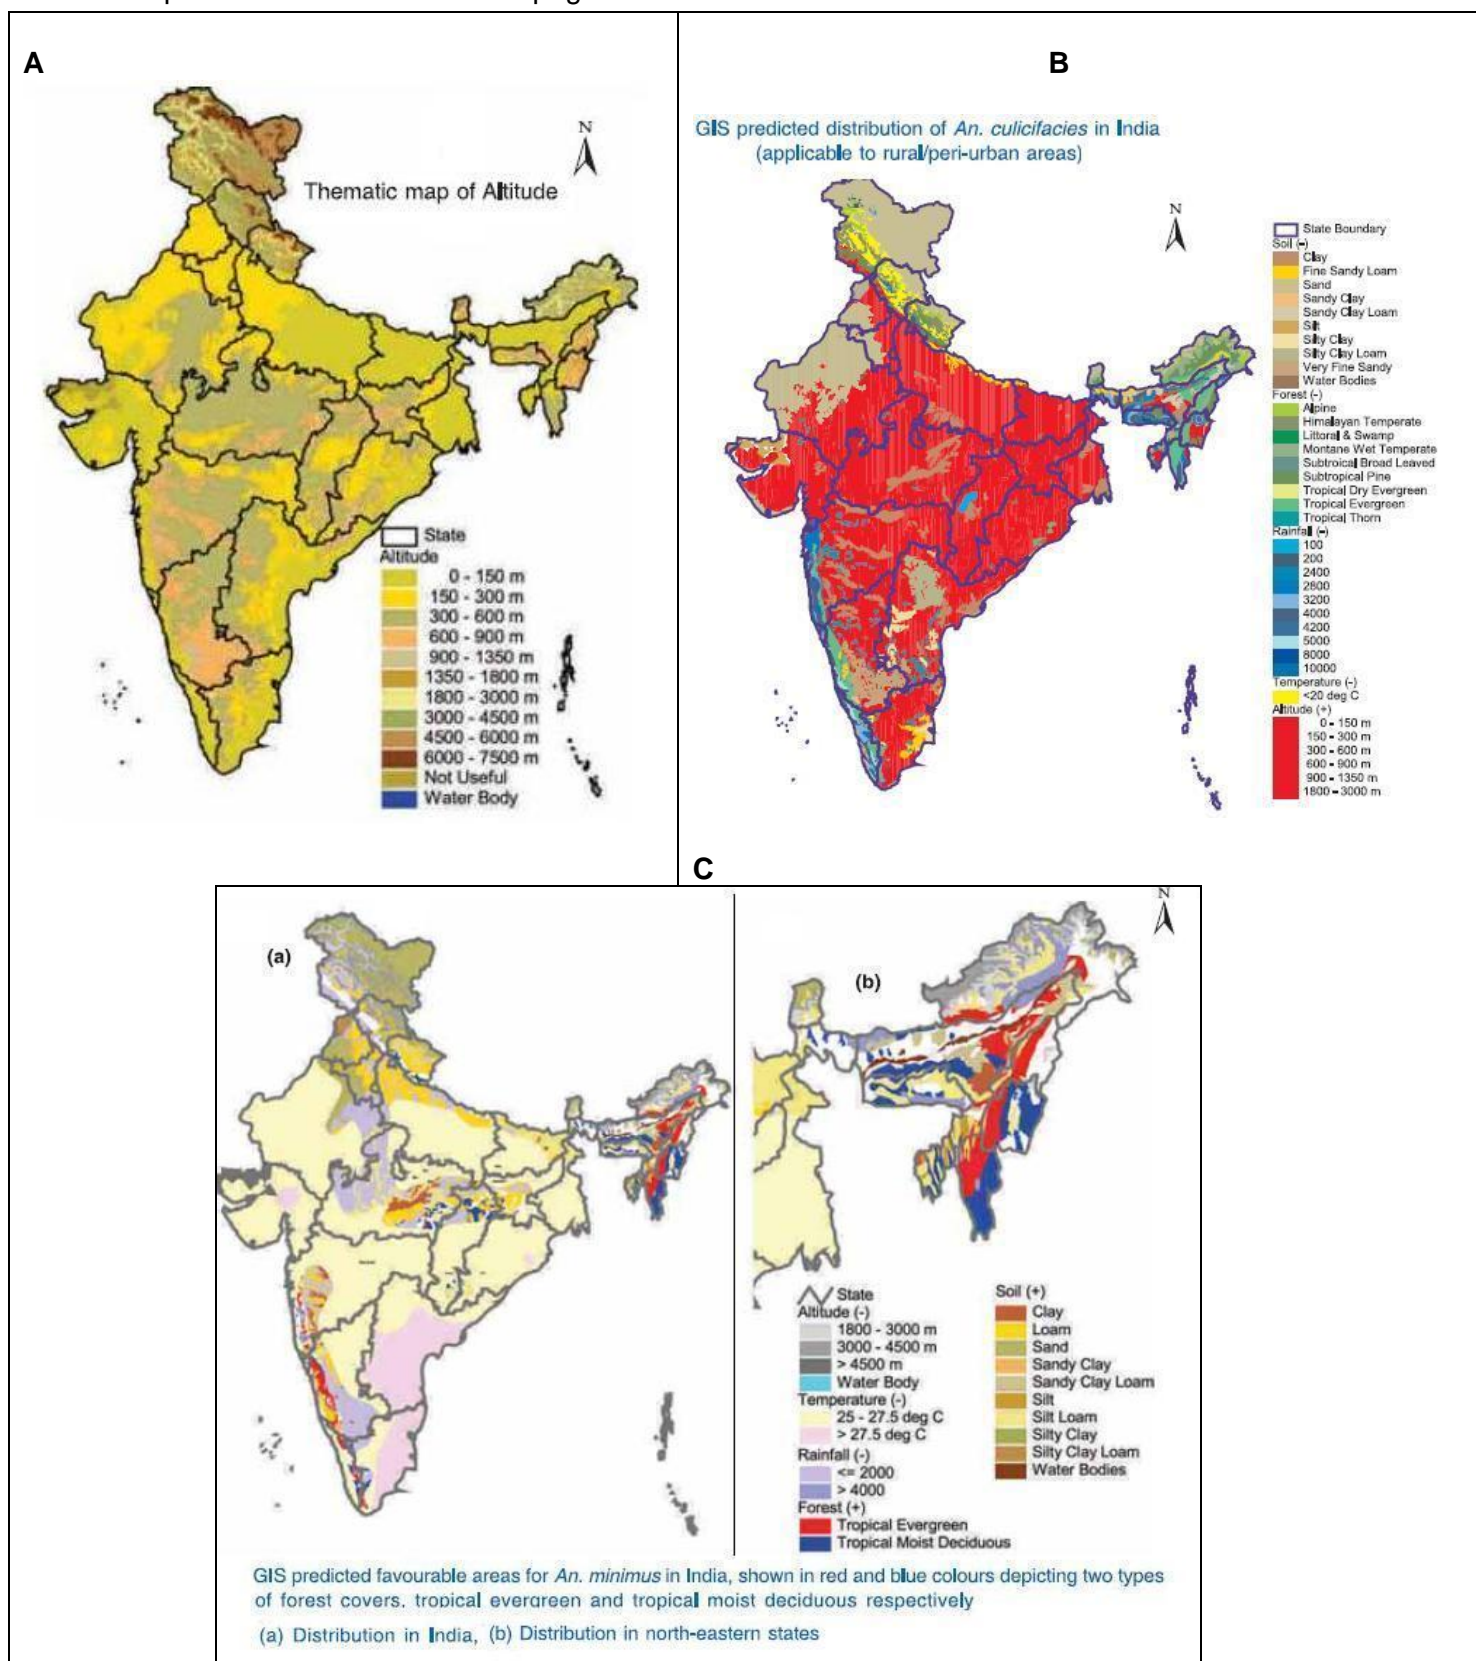 A
N
Thematic map of Altitude
State
Altitude
0 - 150 m
150 - 300 m
300 - 600 m
600 - 900 m
900 - 1350 m
1350 - 1800 m
1800 - 3000 m
3000 - 4500 m
4500 - 6000 m
6000 - 7500 m
Not Useful
Water Body
B
GIS predicted distribution of An. culicifacies in India
(applicable to rural/peri-urban areas)
N
State Boundary
Soil (-)
Clay
Fine Sandy Loam
Sand
Sandy Clay
Sandy Clay Loam
Silt
Silty Clay
Silty Clay Loam
Very Fine Sandy
Water Bodies
Forest (-)
Alpine
Himalayan Temperate
Littoral & Swamp
Montane Wet Temperate
Subtroical Broad Leaved
Subtropical Pine
Tropical Dry Evergreen
Tropical Evergreen
Tropical Thorn
Rainfall (-)
100
200
2400
2800
3200
4000
4200
5000
8000
10000
Temperature (-)
<20 deg C
Altitude (+)
0 - 150 m
150 - 300 m
300 - 600 m
600 - 900 m
900 - 1350 m
1800 - 3000 m
C
(a)
N
(b)
State
Altitude (-)
1800 - 3000 m
3000 - 4500 m
> 4500 m
Water Body
Temperature (-)
25 - 27.5 deg C
> 27.5 deg C
Rainfall (-)
<= 2000
> 4000
Forest (+)
Tropical Evergreen
Tropical Moist Deciduous
Soil (+)
Clay
Loam
Sand
Sandy Clay
Sandy Clay Loam
Silt
Silt Loam
Silty Clay
Silty Clay Loam
Water Bodies
GIS predicted favourable areas for An. minimus in India, shown in red and blue colours depicting two types
of forest covers, tropical evergreen and tropical moist deciduous respectively
(a) Distribution in India, (b) Distribution in north-eastern states